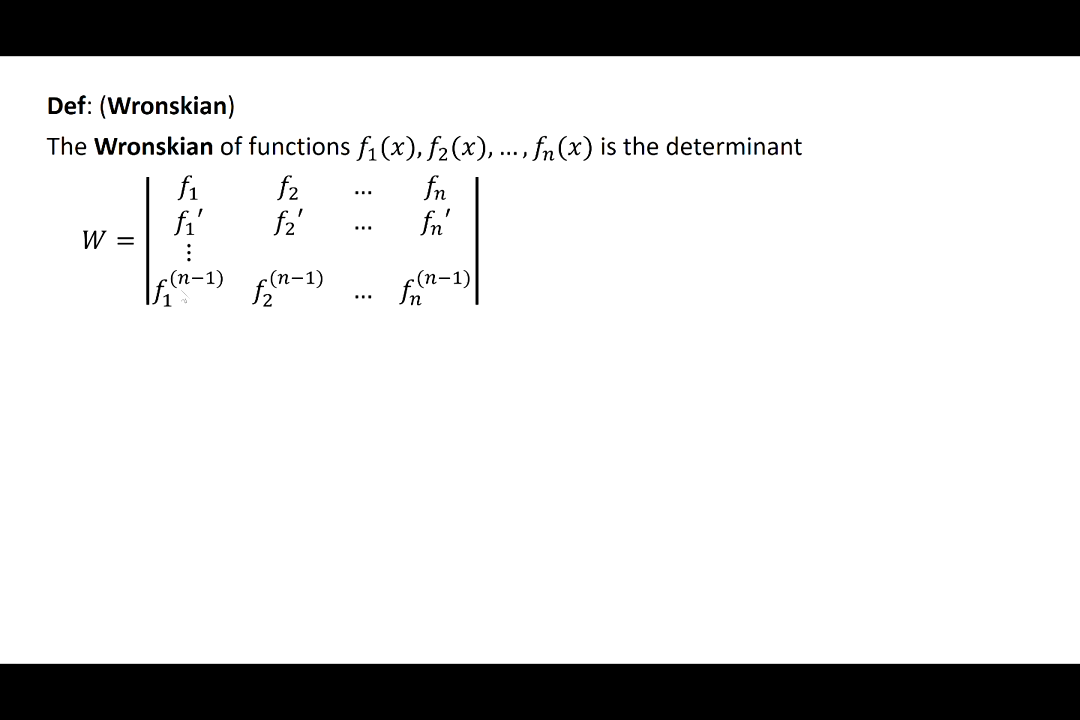 Def: (Wronskian)
The Wronskian of functions f₁(x), f₂(x), … , fₙ(x) is the determinant
f₁ f₂ … fₙ
f₁′ f₂′ … fₙ′
W =
⋮
f₁⁽ⁿ⁻¹⁾ f₂⁽ⁿ⁻¹⁾ … fₙ⁽ⁿ⁻¹⁾